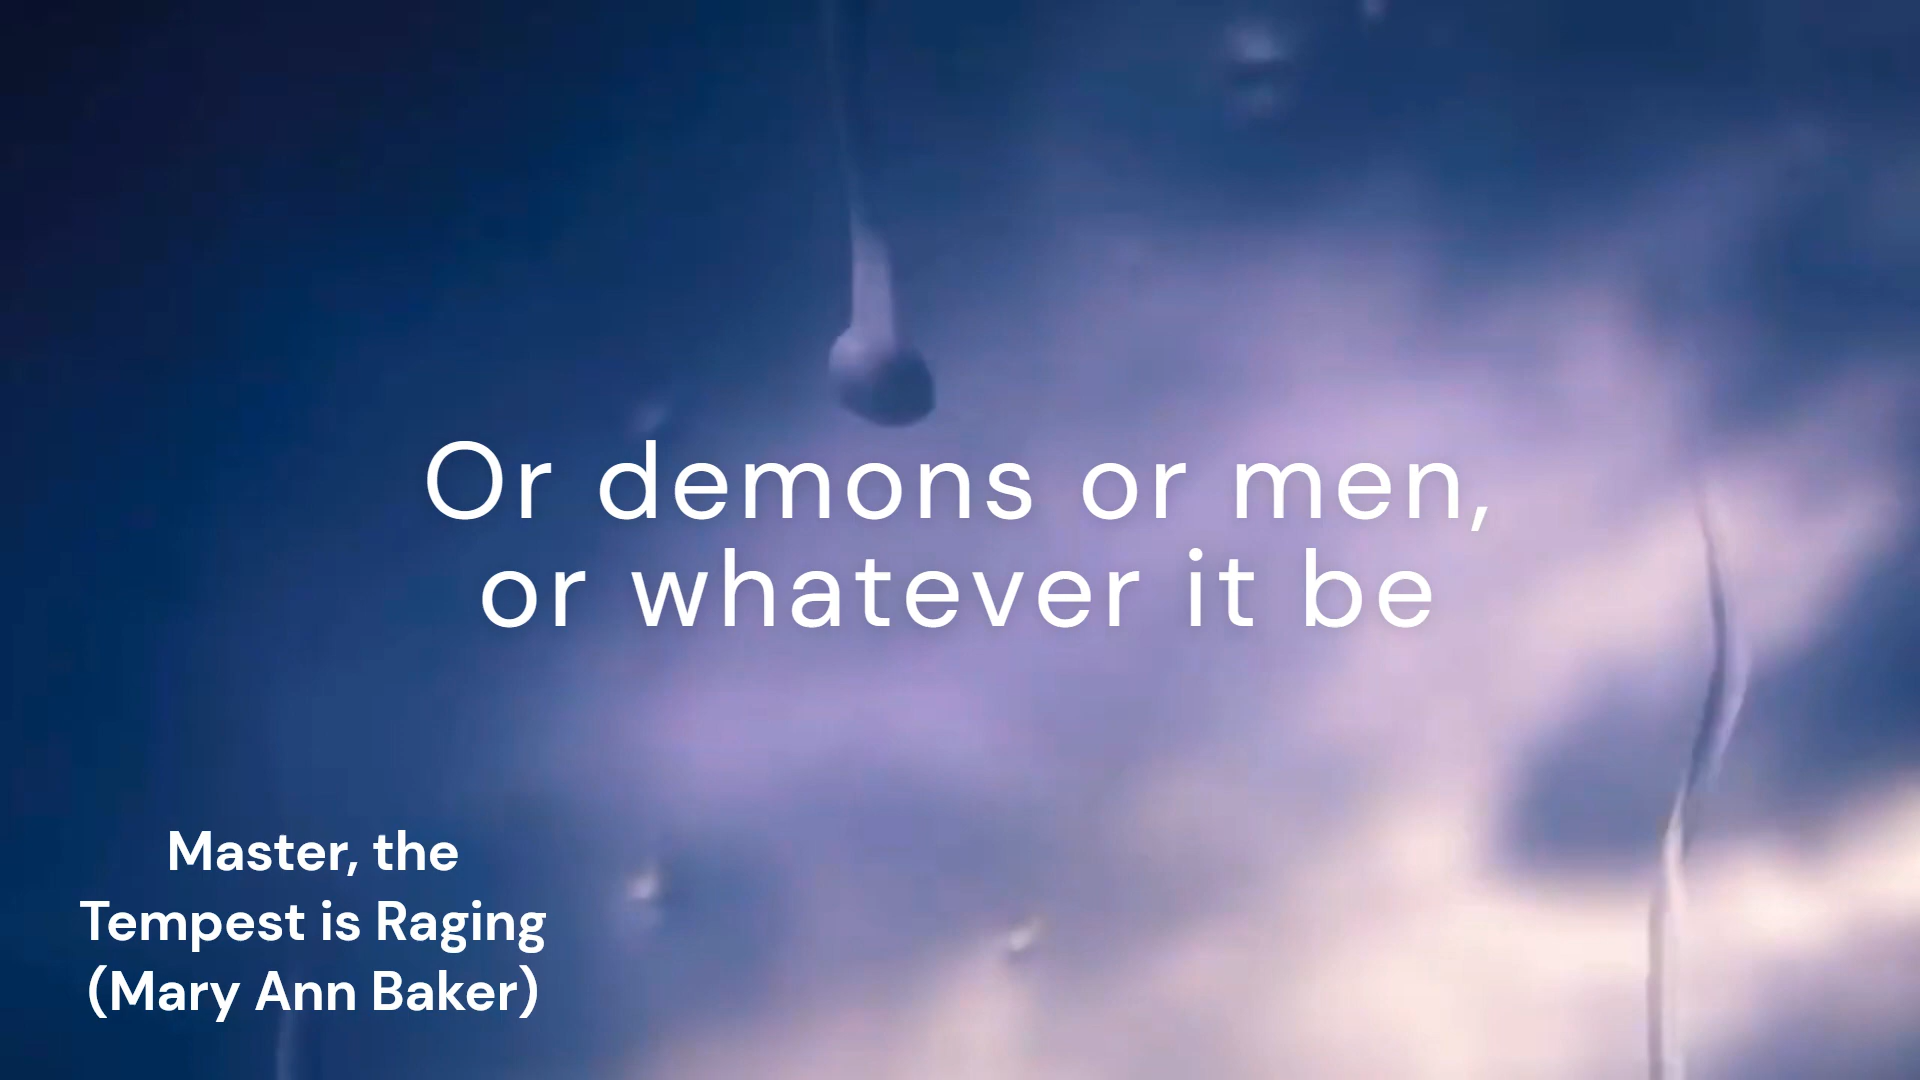 Or demons or men,
or whatever it be
Master, the
Tempest is Raging
(Mary Ann Baker)